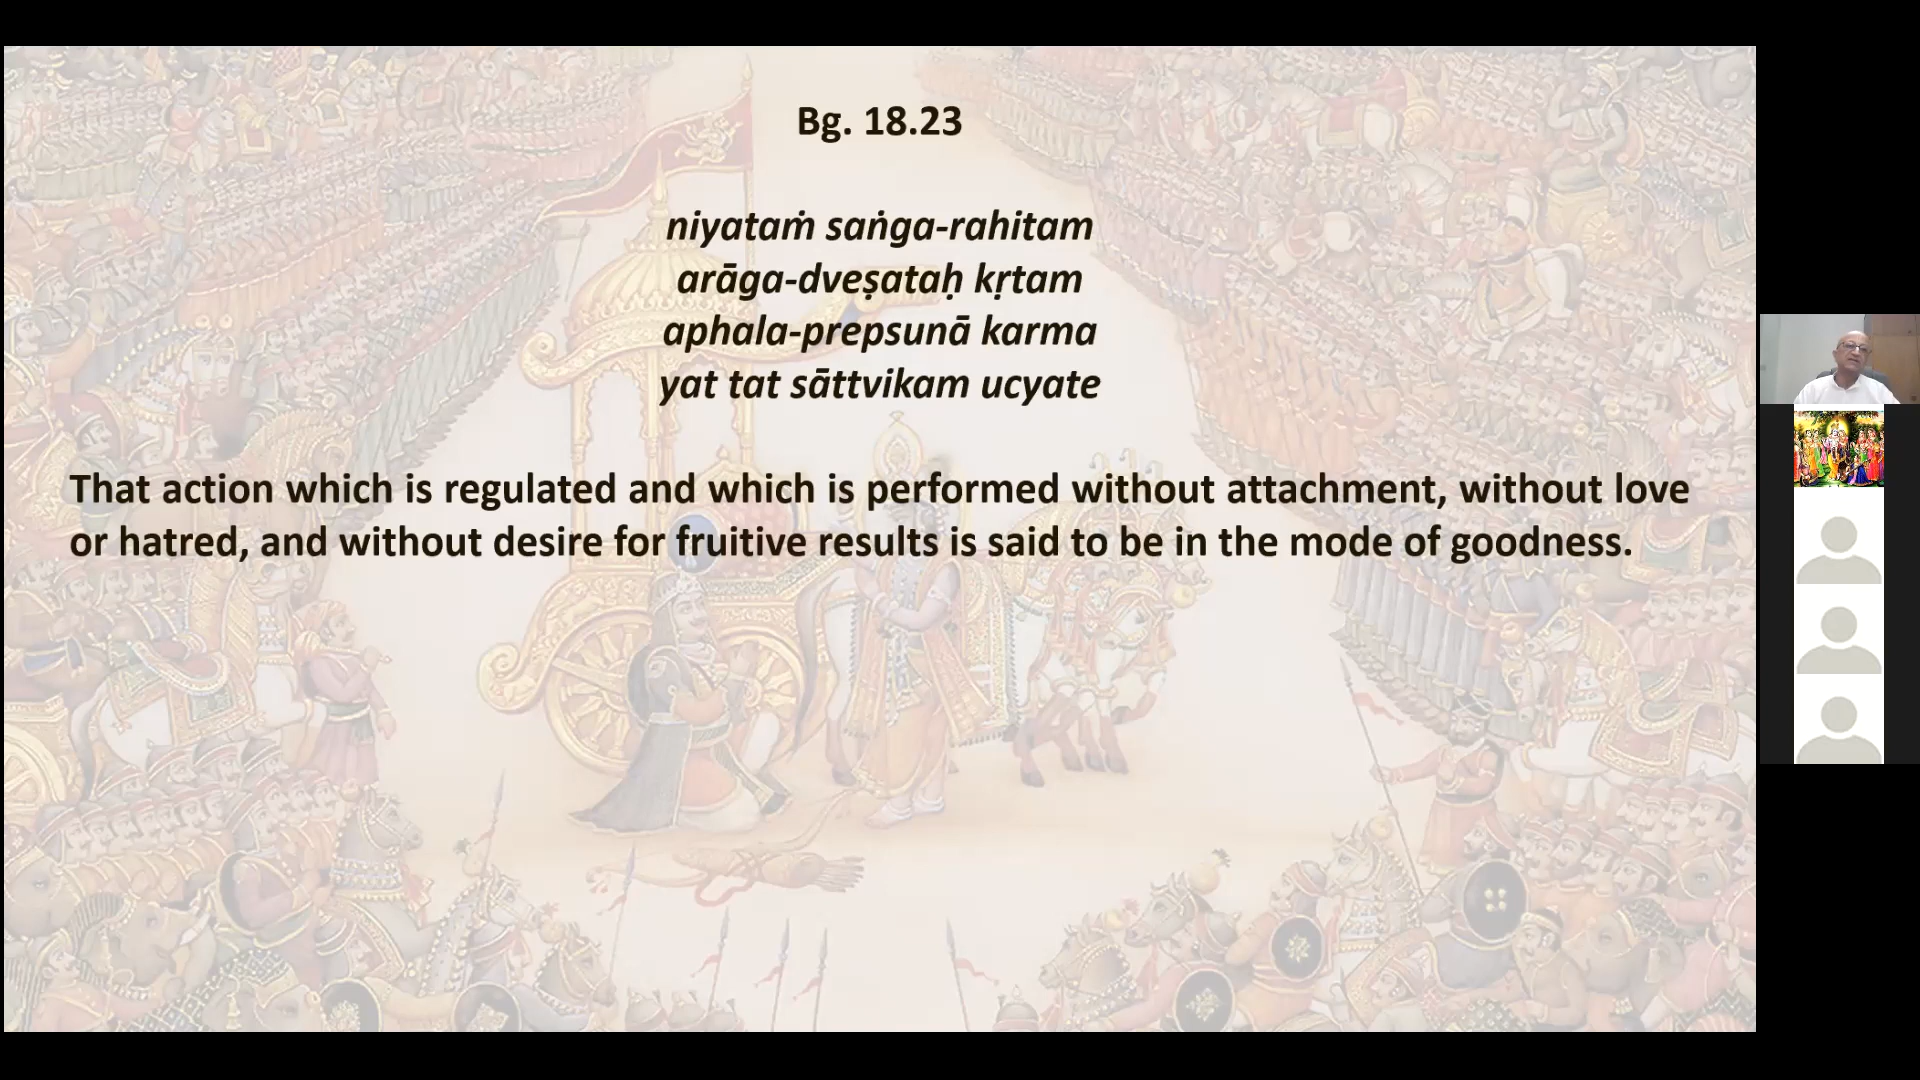 Bg. 18.23
niyataṁ saṅga-rahitam
arāga-dveṣataḥ kṛtam
aphala-prepsunā karma
yat tat sāttvikam ucyate
That action which is regulated and which is performed without attachment, without love
or hatred, and without desire for fruitive results is said to be in the mode of goodness.